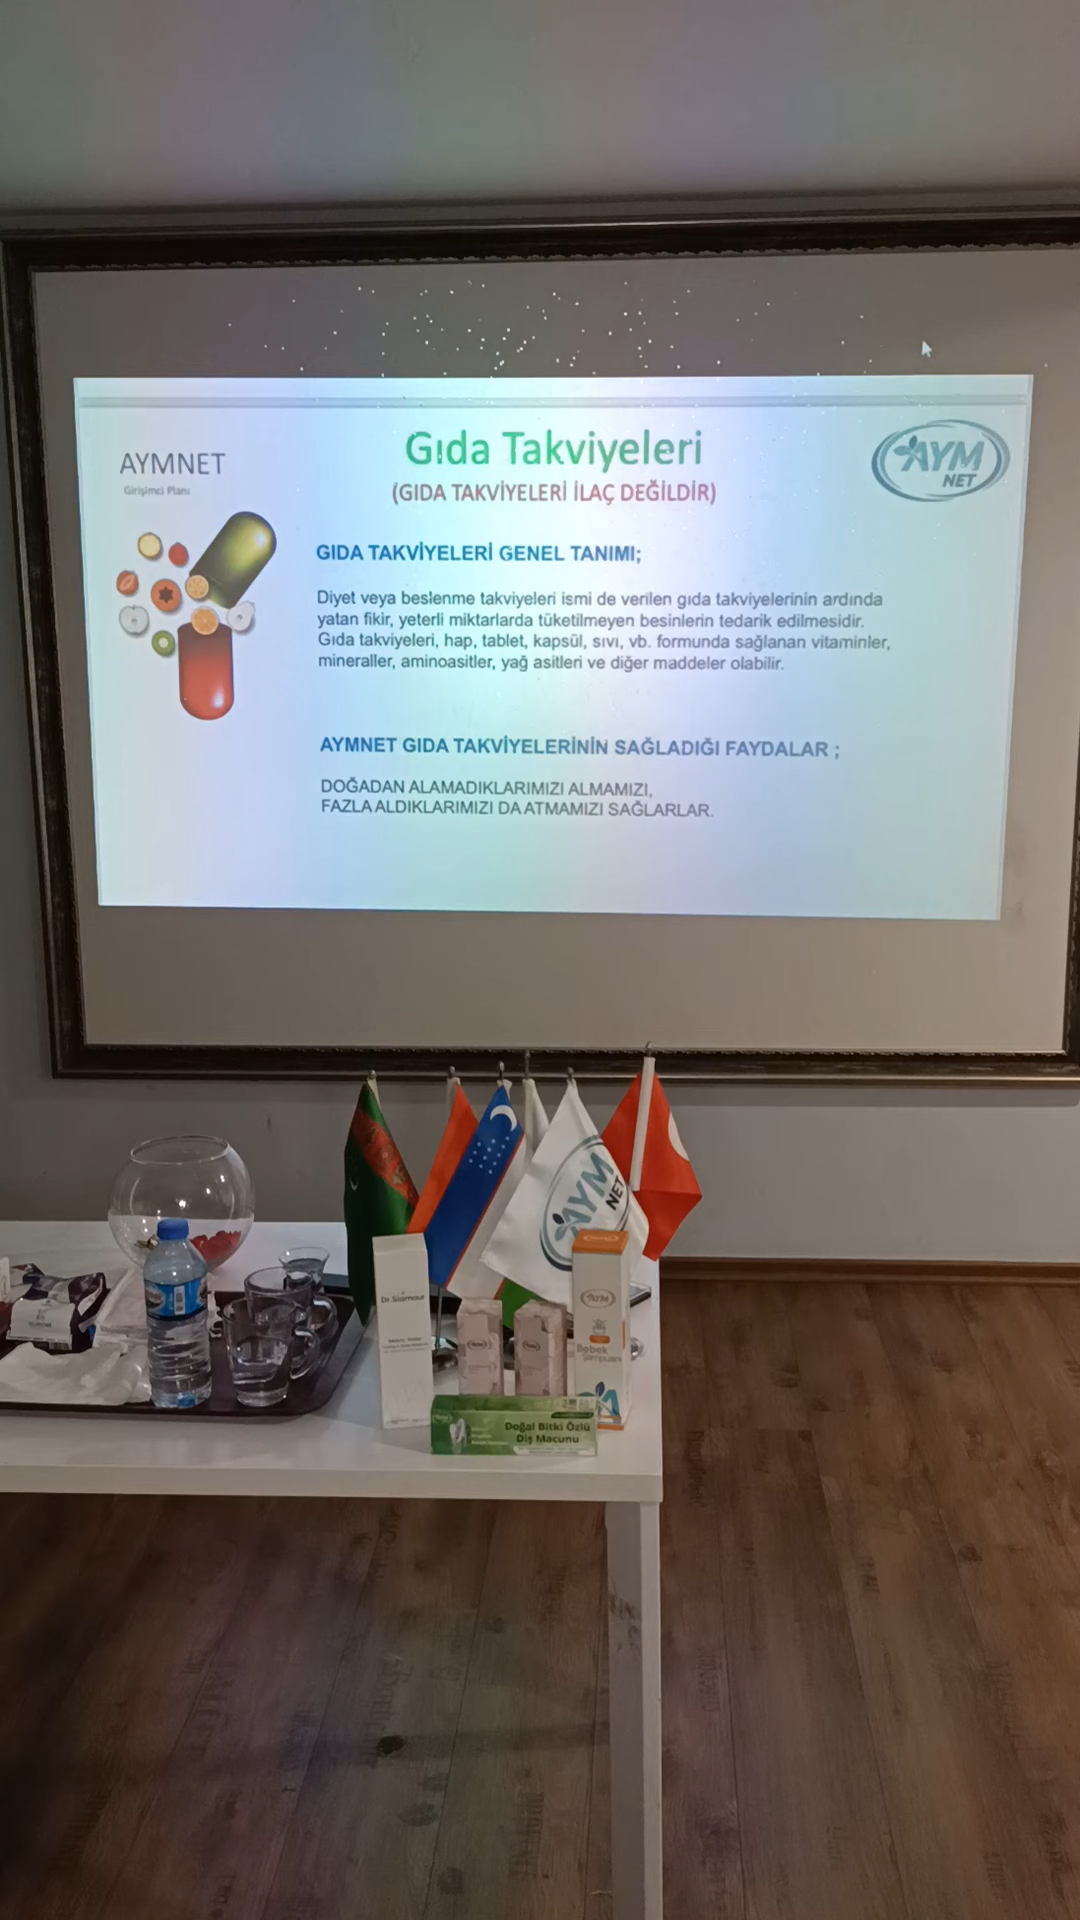 AYMNET
Girişimci Planı
Gıda Takviyeleri
(GIDA TAKVİYELERİ İLAÇ DEĞİLDİR)
AYM
NET
GIDA TAKVİYELERİ GENEL TANIMI;
Diyet veya beslenme takviyeleri ismi de verilen gıda takviyelerinin ardında
yatan fikir, yeterli miktarlarda tüketilmeyen besinlerin tedarik edilmesidir.
Gıda takviyeleri, hap, tablet, kapsül, sıvı, vb. formunda sağlanan vitaminler,
mineraller, aminoasitler, yağ asitleri ve diğer maddeler olabilir.
AYMNET GIDA TAKVİYELERİNİN SAĞLADIĞI FAYDALAR ;
DOĞADAN ALAMADIKLARIMIZI ALMAMIZI,
FAZLA ALDIKLARIMIZI DA ATMAMIZI SAĞLARLAR.
AYM
NET
Dr.Slamour
AYM
Bebek
Şampuanı
Doğal Bitki Özlü
Diş Macunu